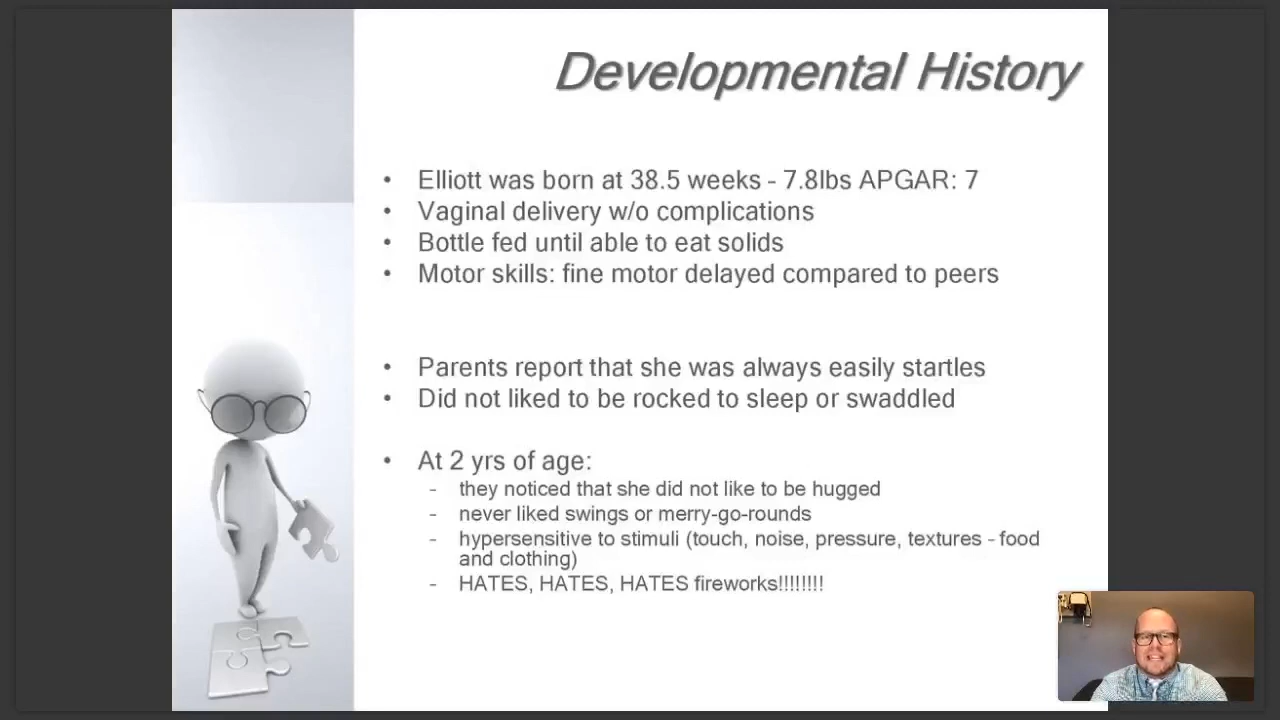 Developmental History
• Elliott was born at 38.5 weeks - 7.8lbs APGAR: 7
• Vaginal delivery w/o complications
• Bottle fed until able to eat solids
• Motor skills: fine motor delayed compared to peers
• Parents report that she was always easily startles
• Did not liked to be rocked to sleep or swaddled
• At 2 yrs of age:
- they noticed that she did not like to be hugged
- never liked swings or merry-go-rounds
- hypersensitive to stimuli (touch, noise, pressure, textures - food
and clothing)
- HATES, HATES, HATES fireworks!!!!!!!!